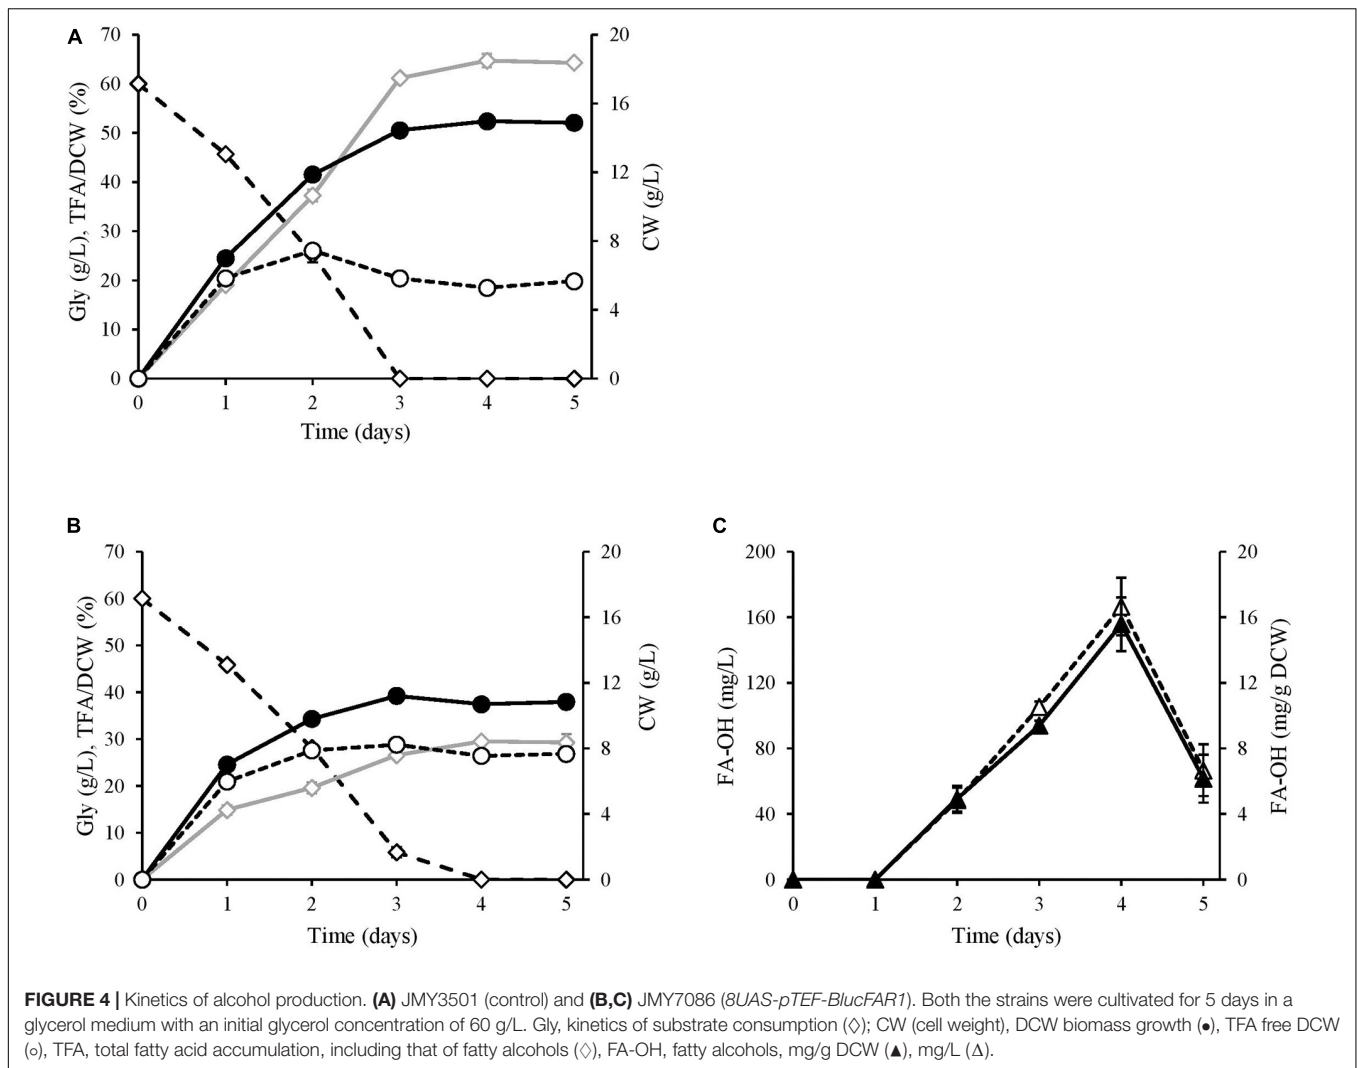 A
70
60
50
40
30
20
10
0
Gly (g/L), TFA/DCW (%)
20
16
12
8
4
0
CW (g/L)
0 1 2 3 4 5
Time (days)
B
70
60
50
40
30
20
10
0
Gly (g/L), TFA/DCW (%)
20
16
12
8
4
0
CW (g/L)
0 1 2 3 4 5
Time (days)
C
200
160
120
80
40
0
FA-OH (mg/L)
20
16
12
8
4
0
FA-OH (mg/g DCW)
0 1 2 3 4 5
Time (days)
FIGURE 4 | Kinetics of alcohol production. (A) JMY3501 (control) and (B,C) JMY7086 (8UAS-pTEF-BlucFAR1). Both the strains were cultivated for 5 days in a
glycerol medium with an initial glycerol concentration of 60 g/L. Gly, kinetics of substrate consumption (◇); CW (cell weight), DCW biomass growth (●), TFA free DCW
(○), TFA, total fatty acid accumulation, including that of fatty alcohols (◇), FA-OH, fatty alcohols, mg/g DCW (▲), mg/L (Δ).